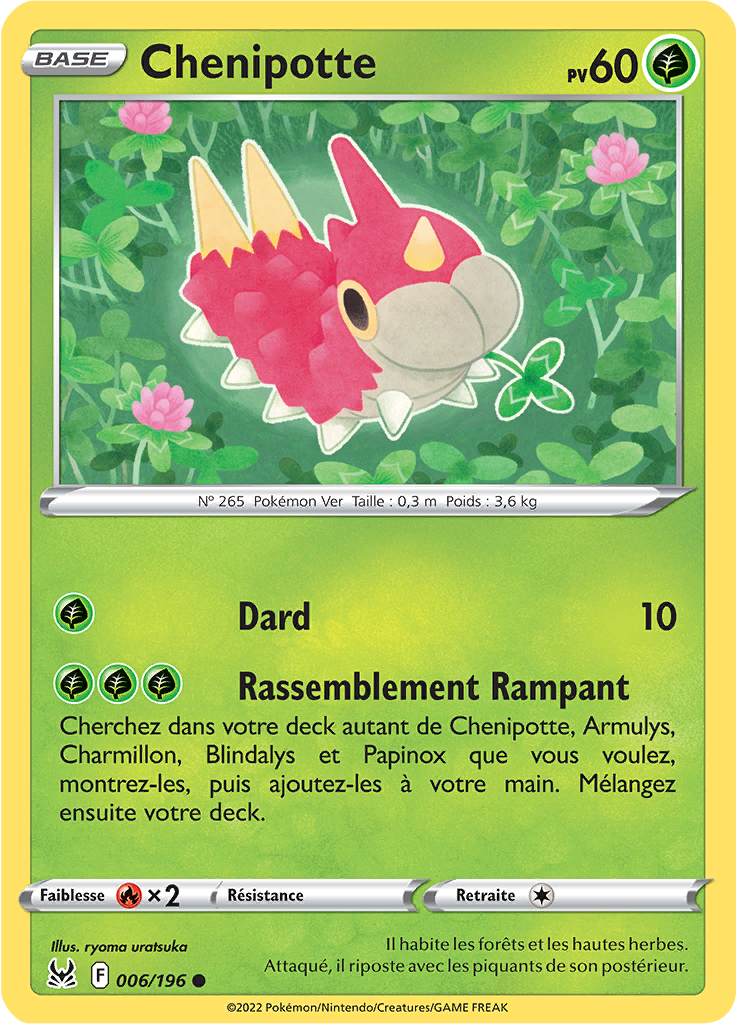 BASE Chenipotte PV60
Nº 265 Pokémon Ver Taille : 0,3 m Poids : 3,6 kg
Dard 10
Rassemblement Rampant
Cherchez dans votre deck autant de Chenipotte, Armulys,
Charmillon, Blindalys et Papinox que vous voulez,
montrez-les, puis ajoutez-les à votre main. Mélangez
ensuite votre deck.
Faiblesse ×2 Résistance Retraite
Illus. ryoma uratsuka
Il habite les forêts et les hautes herbes.
Attaqué, il riposte avec les piquants de son postérieur.
F 006/196
©2022 Pokémon/Nintendo/Creatures/GAME FREAK